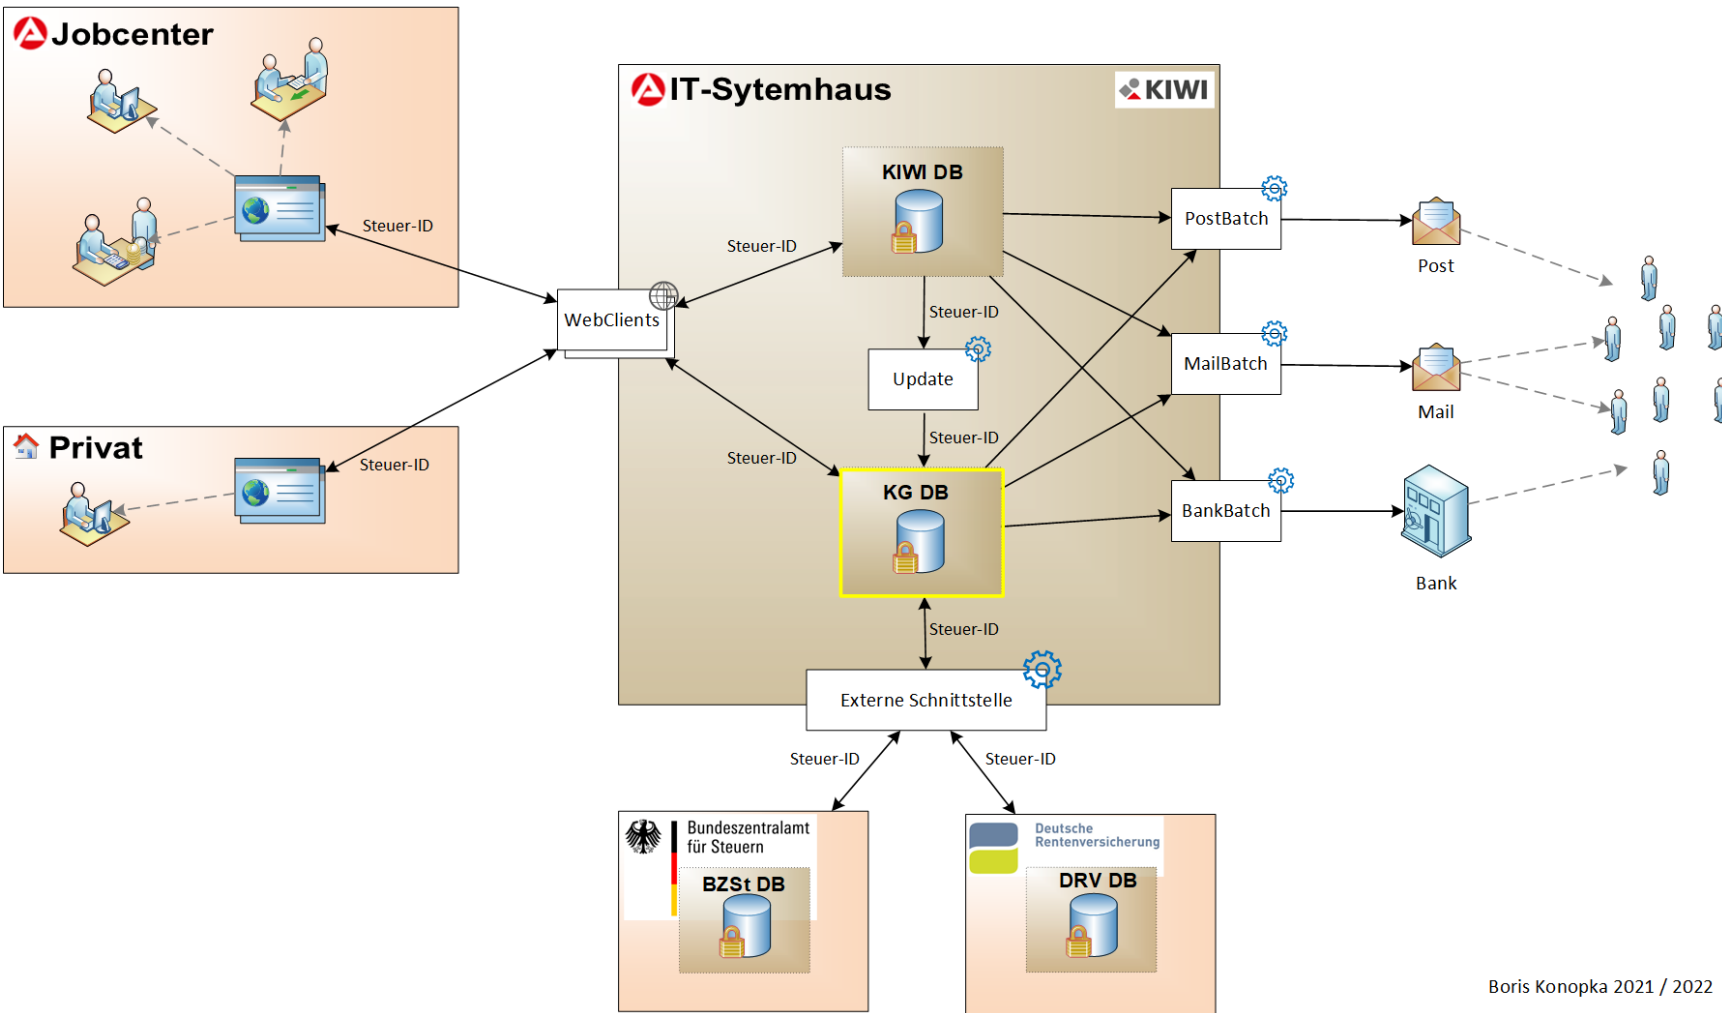 Jobcenter
Steuer-ID
Privat
Steuer-ID
WebClients
IT-Sytemhaus
KIWI
KIWI DB
Steuer-ID
Steuer-ID
Update
Steuer-ID
Steuer-ID
KG DB
Steuer-ID
Externe Schnittstelle
PostBatch
MailBatch
BankBatch
Post
Mail
Bank
Steuer-ID
Steuer-ID
Bundeszentralamt
für Steuern
BZSt DB
Deutsche
Rentenversicherung
DRV DB
Boris Konopka 2021 / 2022